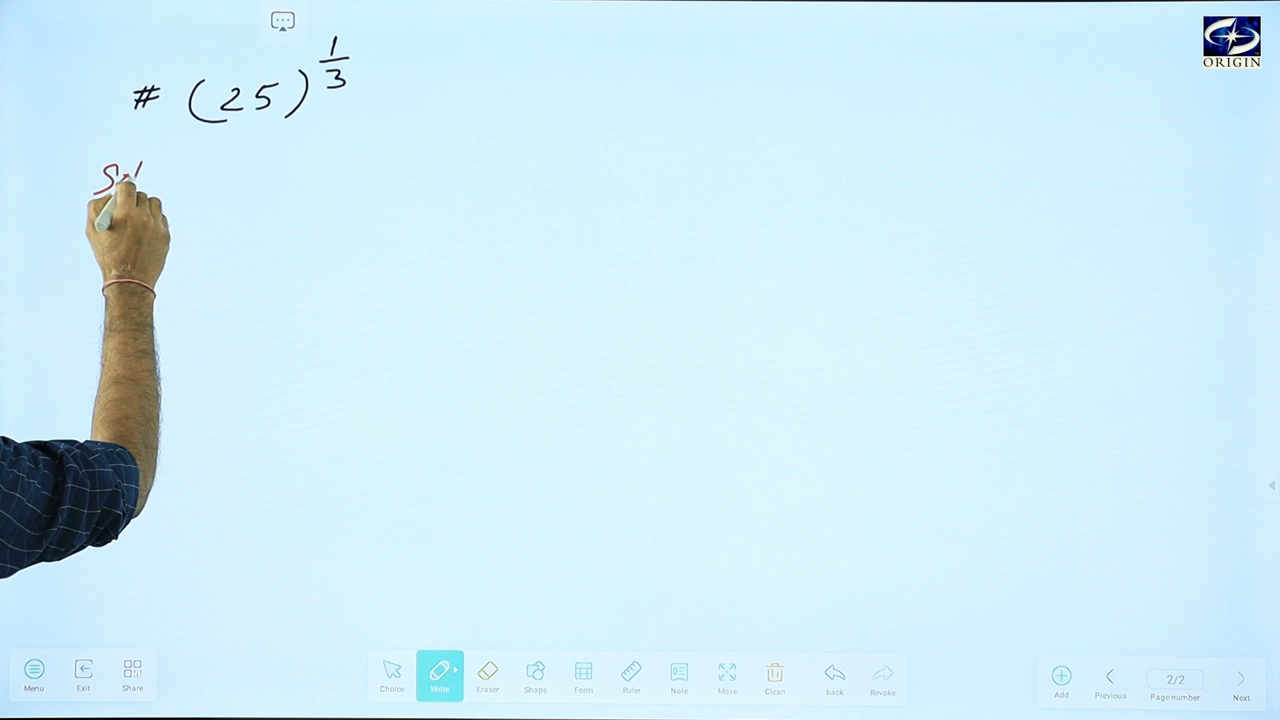 ORIGIN
# (25)^{1/3}
Menu
Exit
Share
Choice
Write
Eraser
Shape
Form
Ruler
Note
Move
Clean
back
Revoke
Add
Previous
2/2
Page number
Next